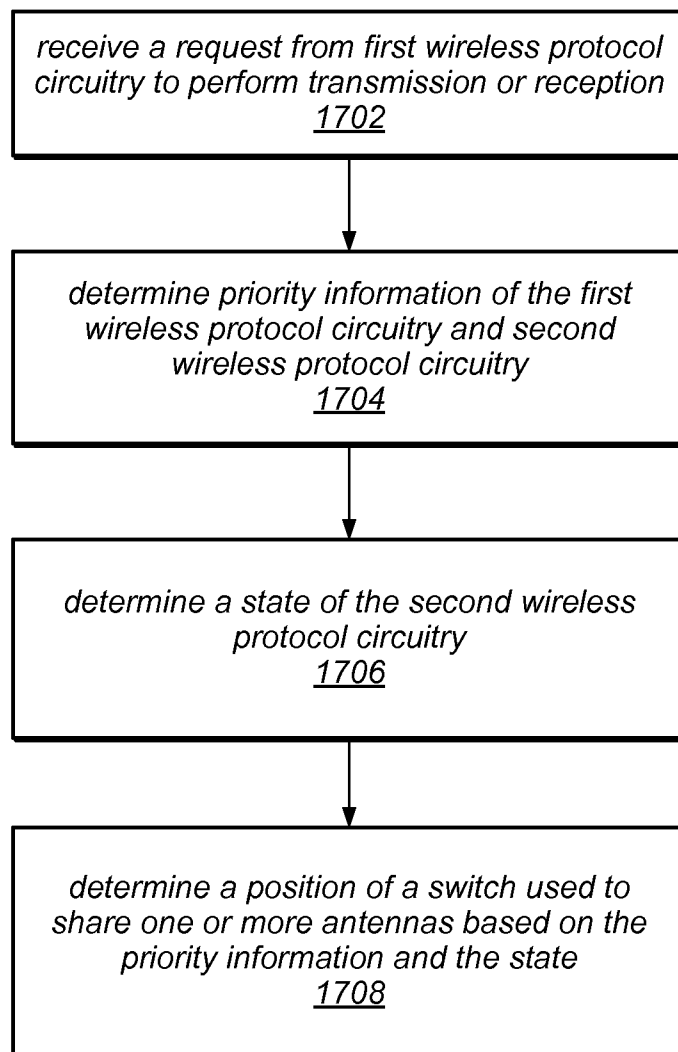 receive a request from first wireless protocol
circuitry to perform transmission or reception
1702
determine priority information of the first
wireless protocol circuitry and second
wireless protocol circuitry
1704
determine a state of the second wireless
protocol circuitry
1706
determine a position of a switch used to
share one or more antennas based on the
priority information and the state
1708